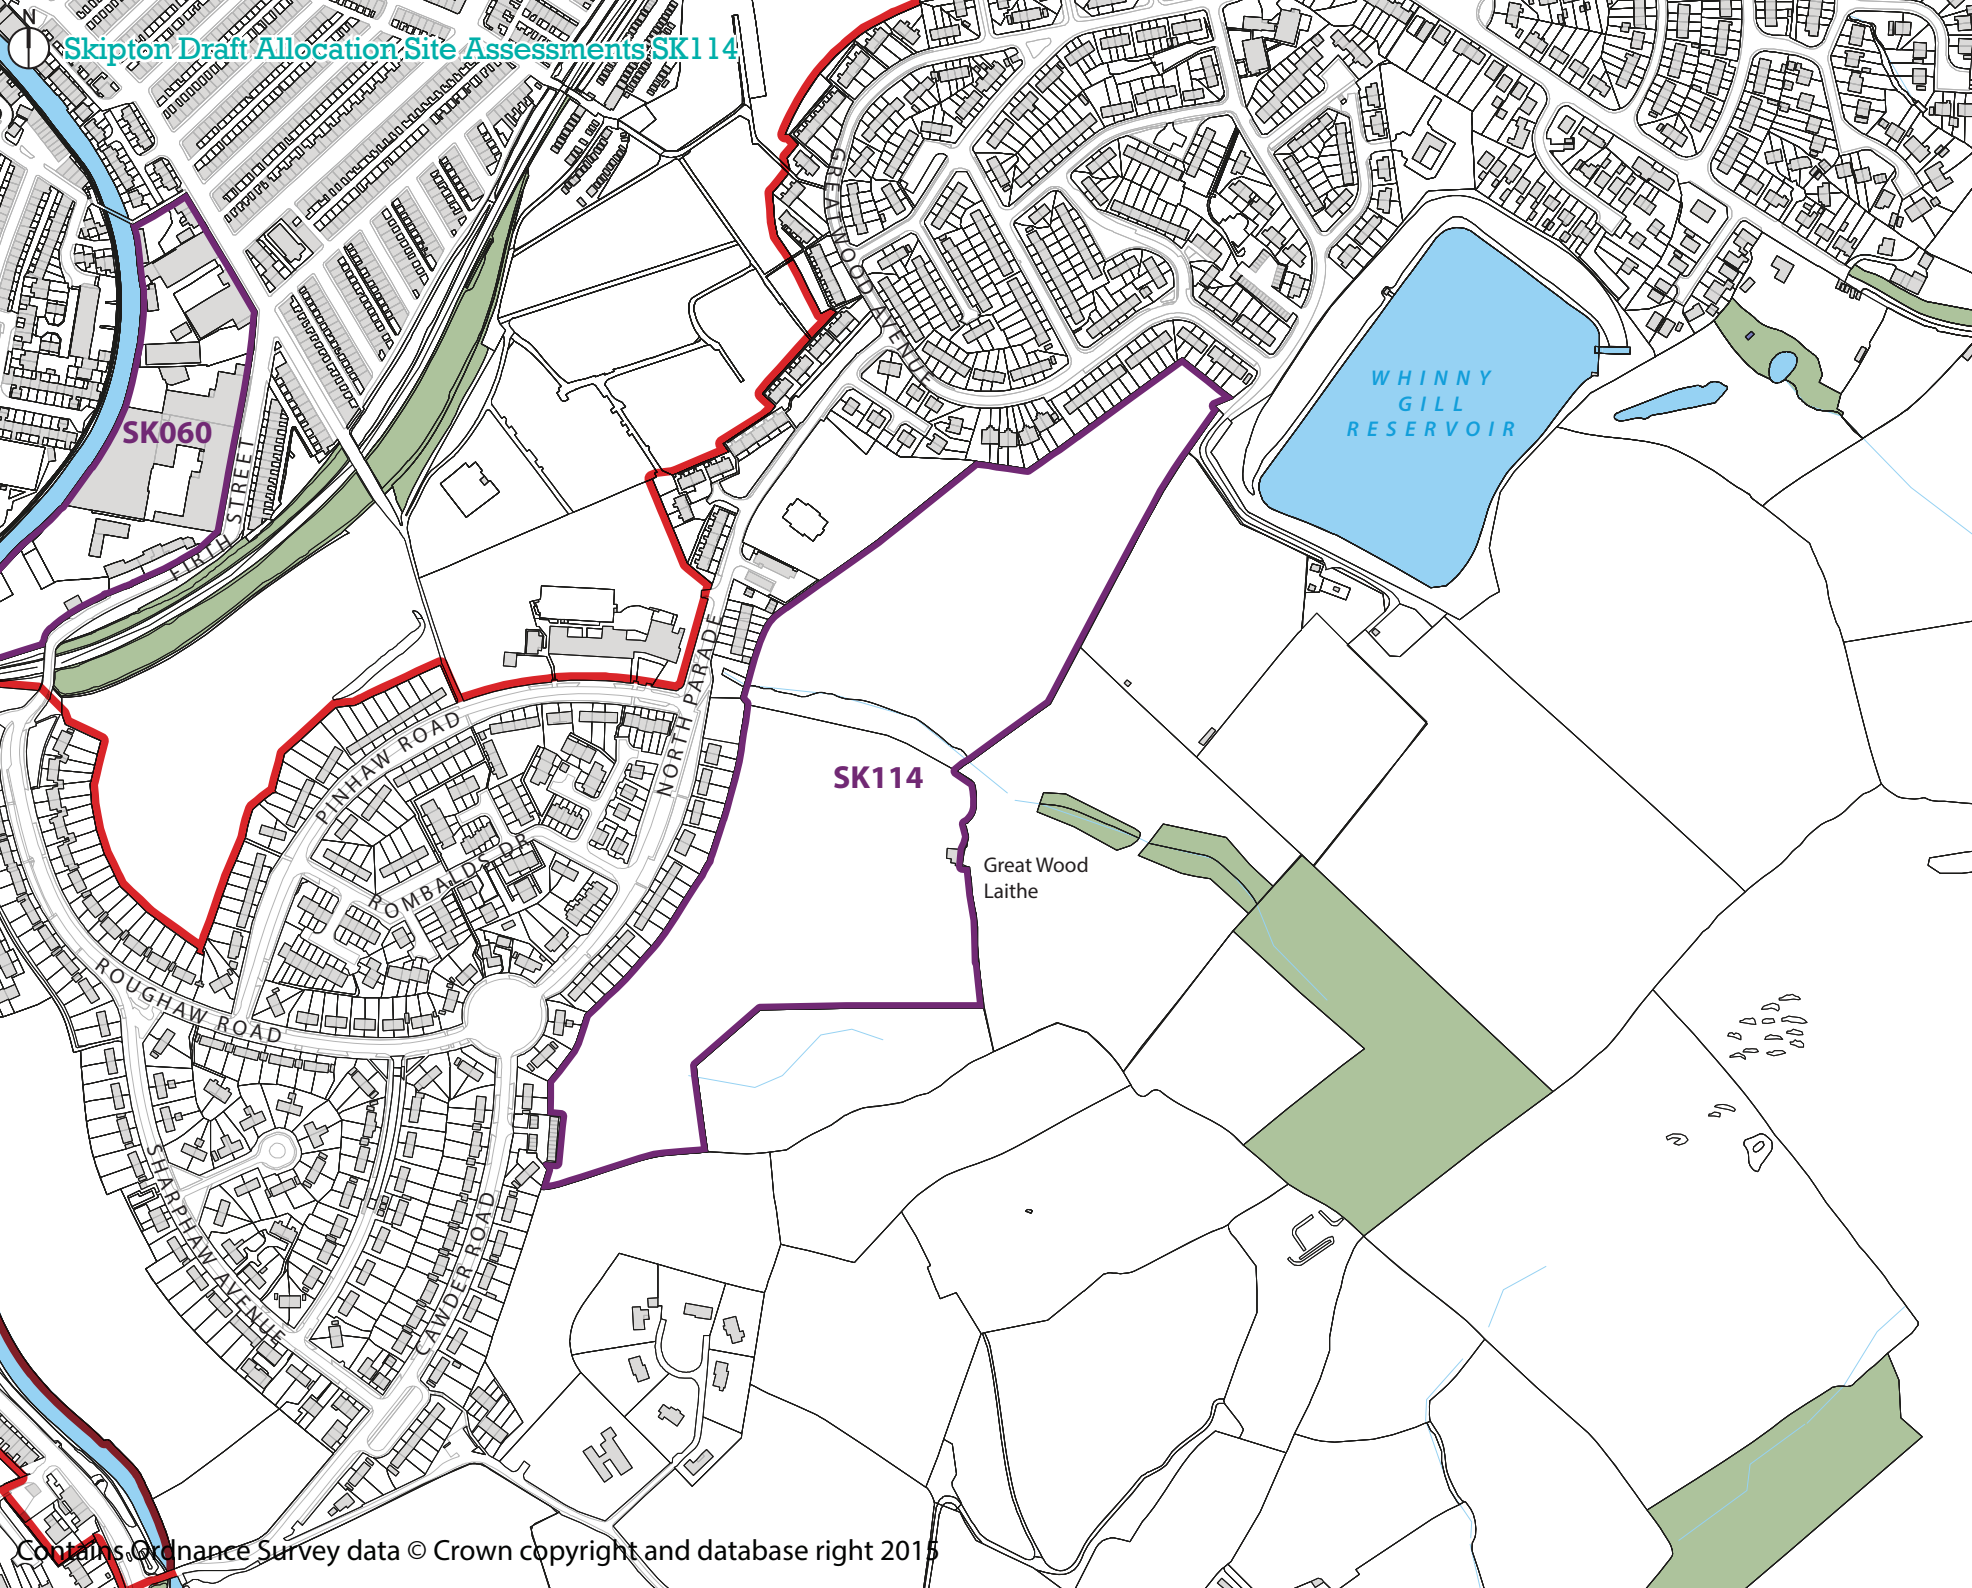 N
Skipton Draft Allocation Site Assessments SK114
GREATWOOD AVENUE
WHINNY
GILL
RESERVOIR
SK060
FIRTH STREET
NORTH PARADE
PINHAW ROAD
SK114
ROMBALDS DR
Great Wood
Laithe
ROUGHAW ROAD
SHARPHAW AVENUE
CAWDER ROAD
Contains Ordnance Survey data © Crown copyright and database right 2015